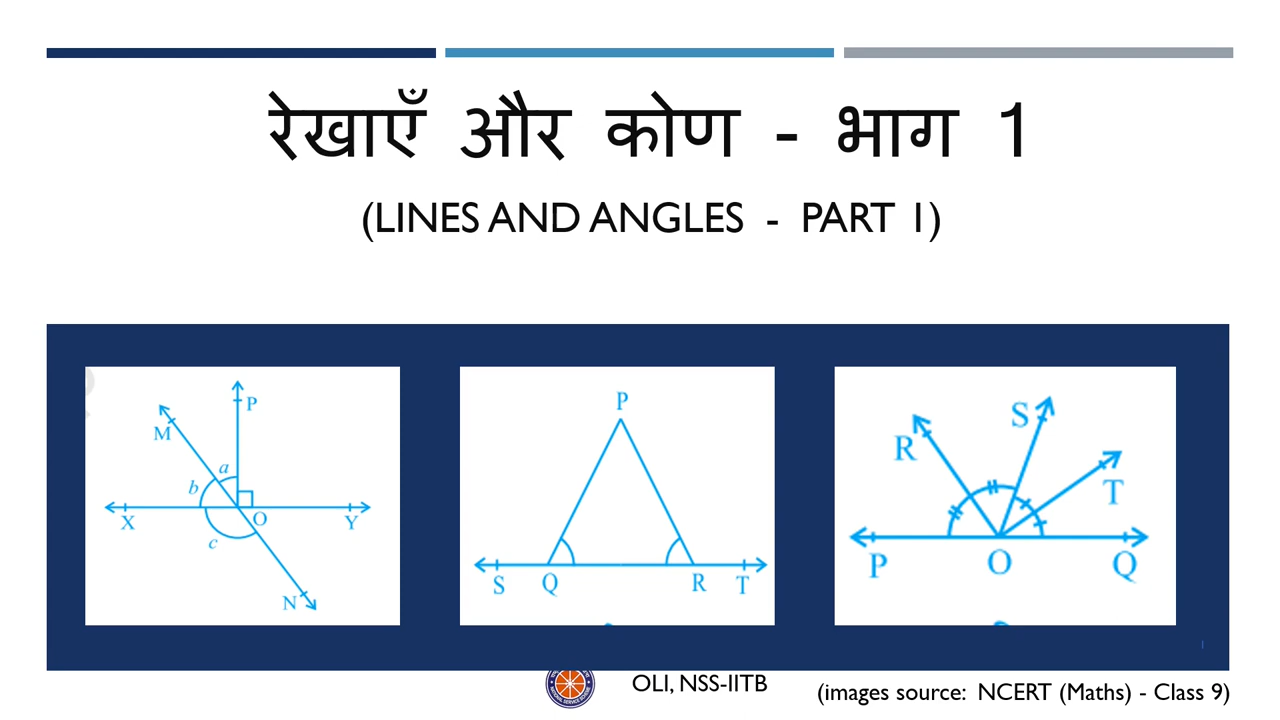 रेखाएँ और कोण - भाग 1
(LINES AND ANGLES - PART 1)
P
M
a
b
X
O
Y
c
N
P
S
Q
R
T
S
R
T
P
O
Q
OLI, NSS-IITB
(images source: NCERT (Maths) - Class 9)